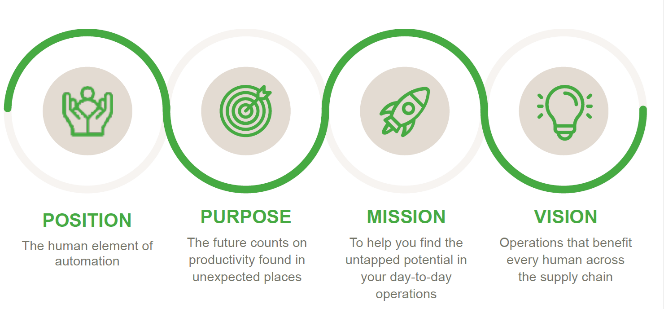 POSITION
The human element of
automation
PURPOSE
The future counts on
productivity found in
unexpected places
MISSION
To help you find the
untapped potential in
your day-to-day
operations
VISION
Operations that benefit
every human across
the supply chain